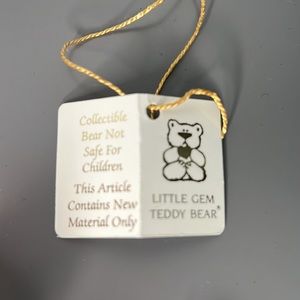 Collectible
Bear Not
Safe For
Children
This Article
Contains New
Material Only
LITTLE GEM
TEDDY BEAR®